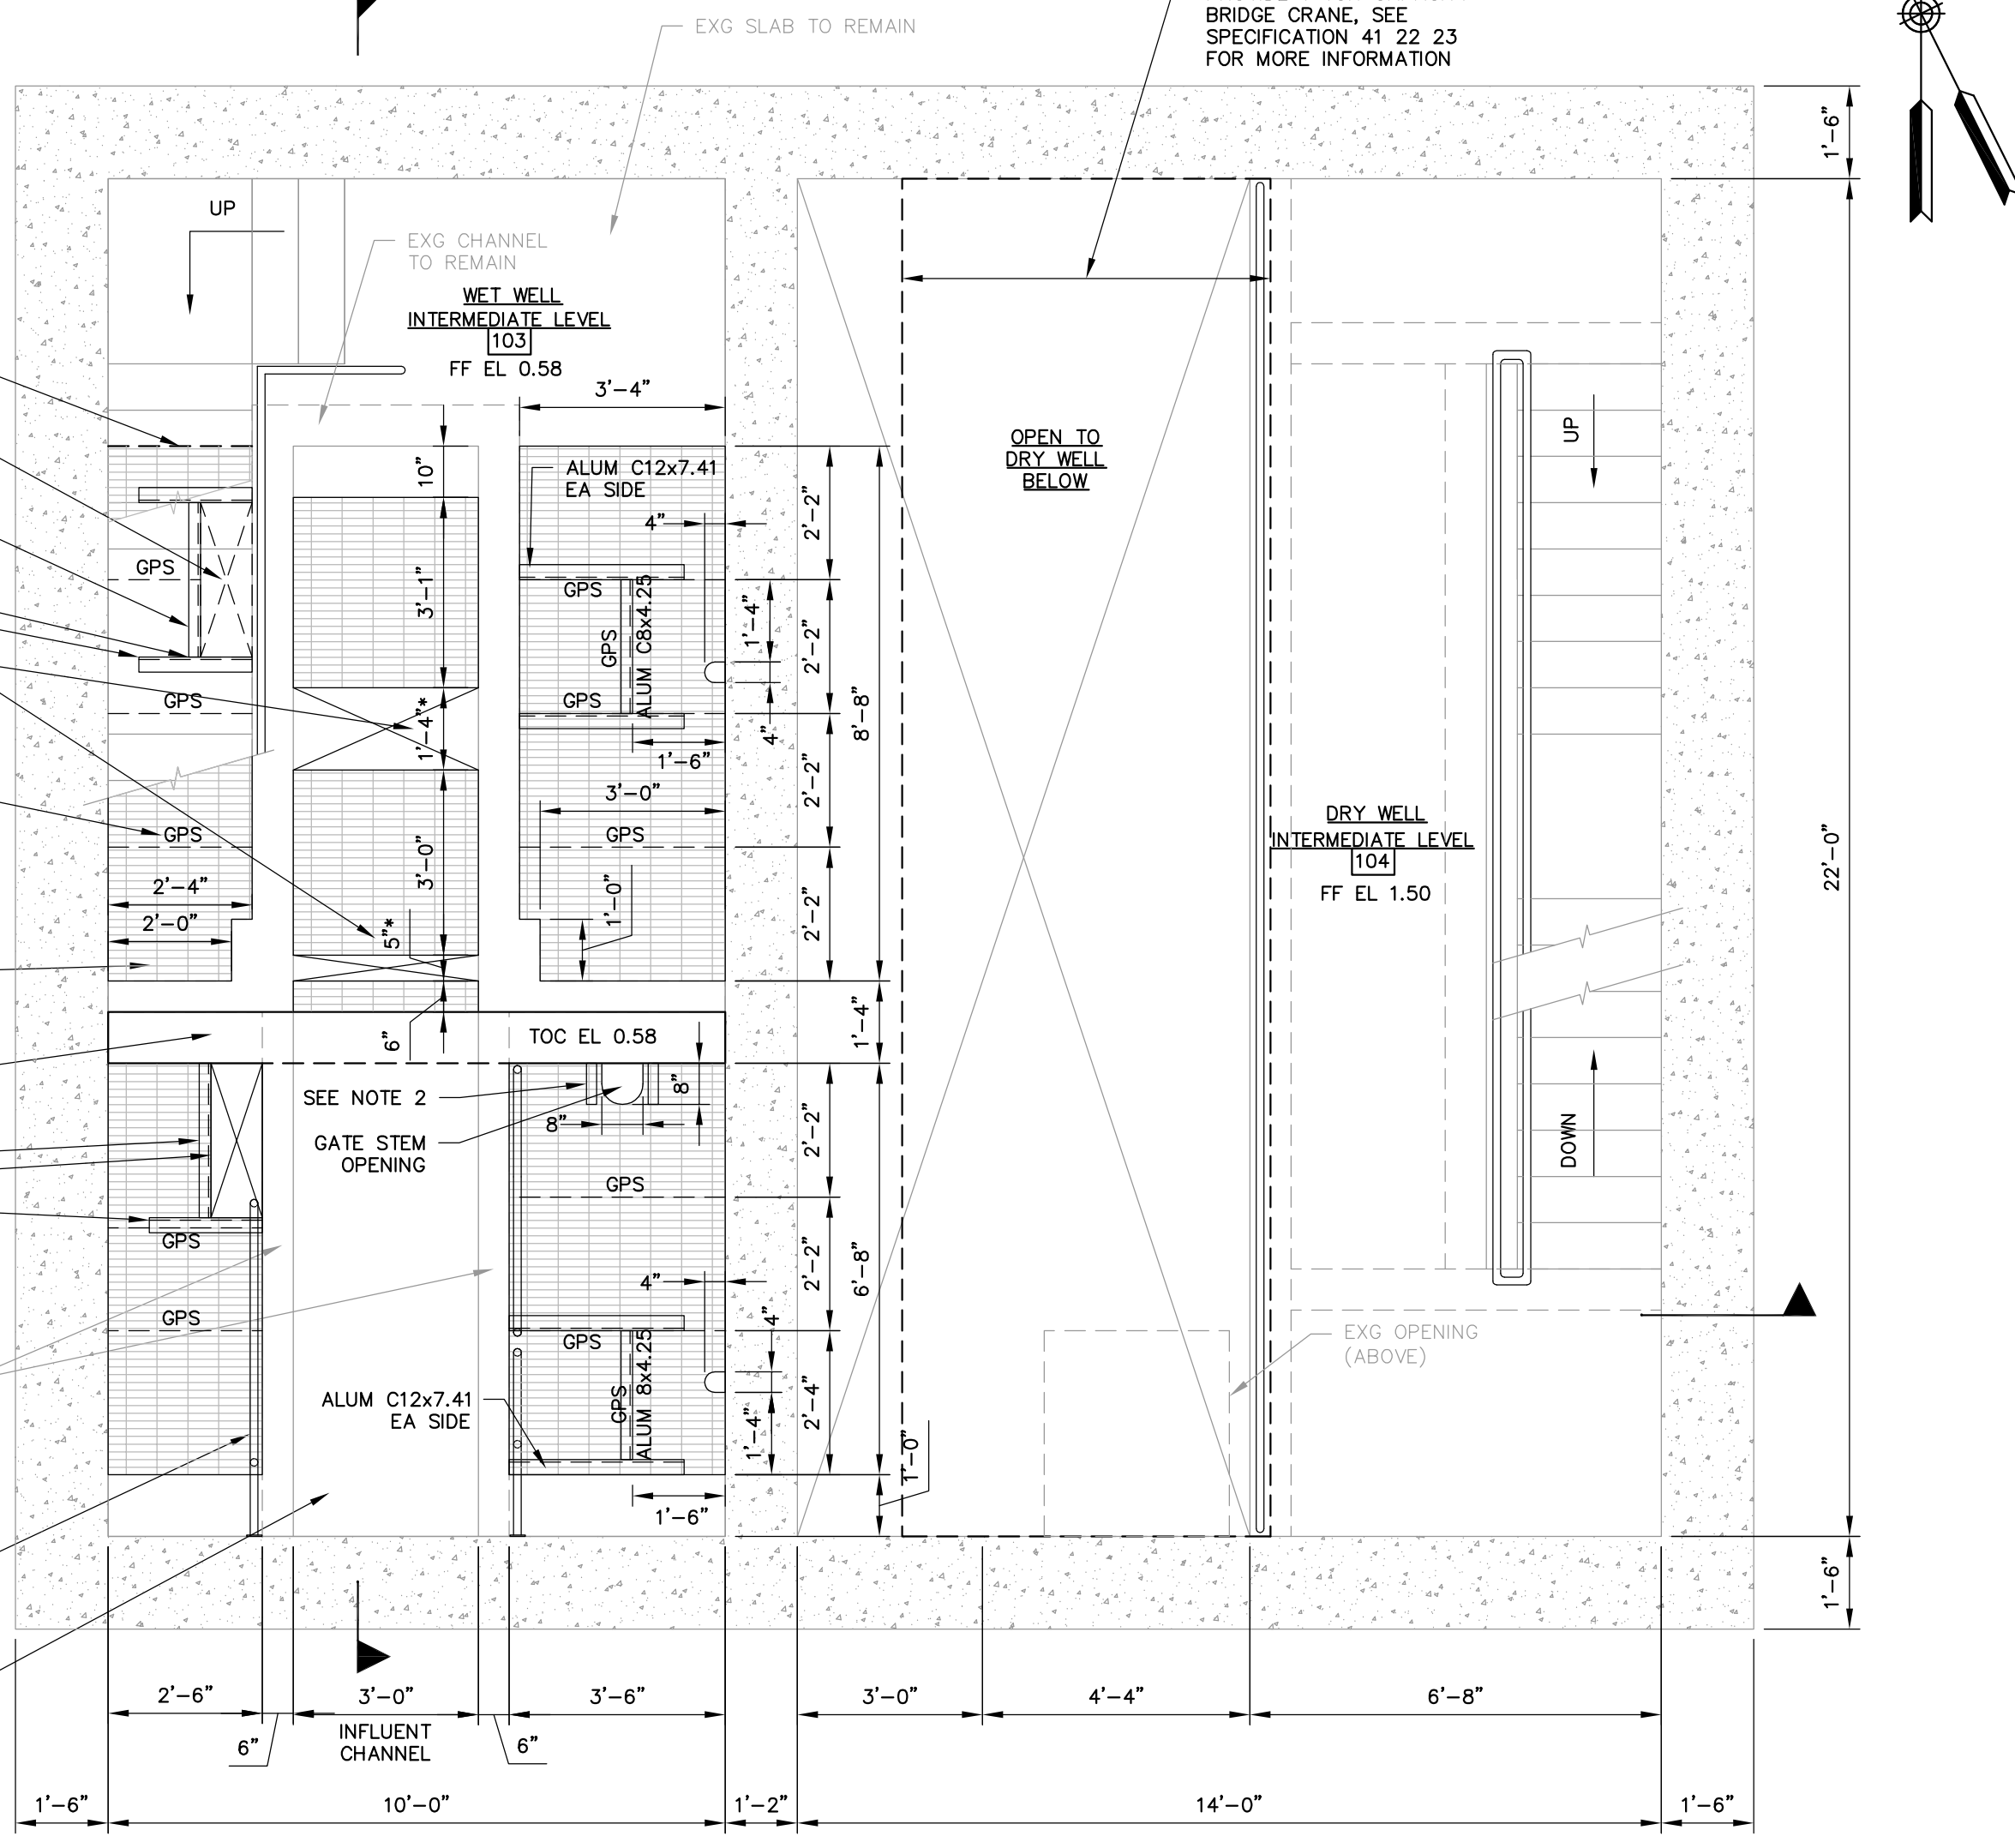 EXG SLAB TO REMAIN
BRIDGE CRANE, SEE
SPECIFICATION 41 22 23
FOR MORE INFORMATION
1'-6"
UP
EXG CHANNEL
TO REMAIN
WET WELL
INTERMEDIATE LEVEL
103
FF EL 0.58
3'-4"
10"
ALUM C12x7.41
EA SIDE
4"
2'-2"
OPEN TO
DRY WELL
BELOW
UP
GPS
3'-1"
GPS
GPS
ALUM C8x4.25
1'-4"
2'-2"
GPS
GPS
1'-4"*
4"
8'-8"
1'-6"
3'-0"
2'-2"
DRY WELL
INTERMEDIATE LEVEL
104
FF EL 1.50
22'-0"
GPS
3'-0"
GPS
2'-4"
2'-0"
5"*
1'-0"
2'-2"
6"
TOC EL 0.58
1'-4"
SEE NOTE 2
8"
8"
GATE STEM
OPENING
2'-2"
DOWN
GPS
GPS
4"
2'-2"
6'-8"
GPS
GPS
4"
EXG OPENING
(ABOVE)
ALUM C12x7.41
EA SIDE
GPS
ALUM 8x4.25
1'-4"
2'-4"
1'-0"
1'-6"
1'-6"
2'-6"
3'-0"
3'-6"
3'-0"
4'-4"
6'-8"
6"
INFLUENT
CHANNEL
6"
1'-6"
10'-0"
1'-2"
14'-0"
1'-6"